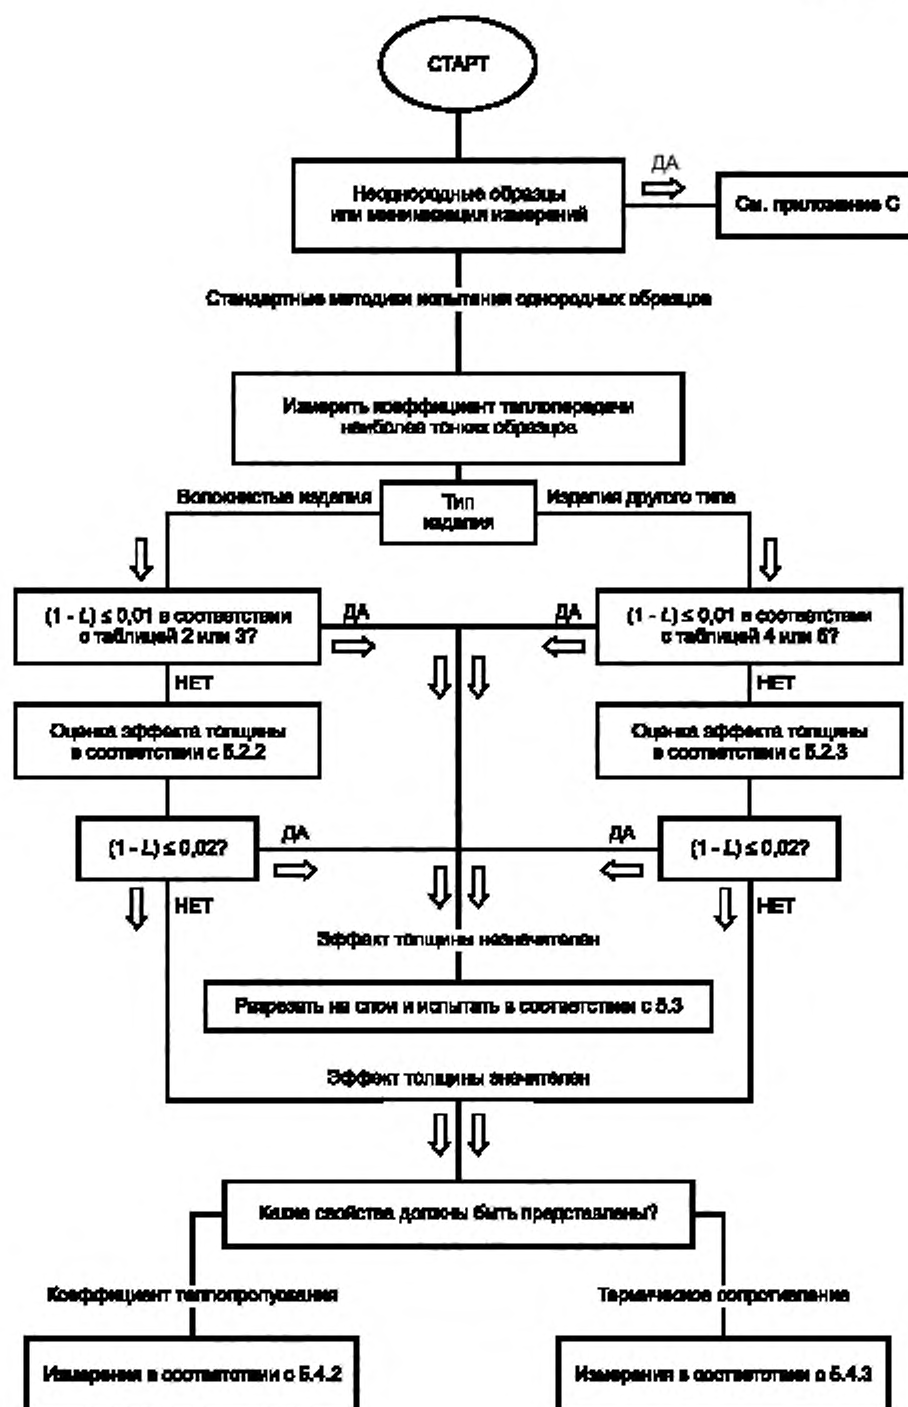 СТАРТ
ДА
Неоднородные образцы
или минимизация измерений
См. приложение С
Стандартные методики испытания однородных образцов
Измерить коэффициент теплопередачи
наиболее тонких образцов
Волокнистые изделия
Тип
изделия
Изделия другого типа
(1 - L) ≤ 0,01 в соответствии
с таблицей 2 или 3?
ДА
ДА
(1 - L) ≤ 0,01 в соответствии
с таблицей 4 или 5?
НЕТ
НЕТ
Оценка эффекта толщины
в соответствии с 5.2.2
Оценка эффекта толщины
в соответствии с 5.2.3
(1 - L) ≤ 0,02?
ДА
ДА
(1 - L) ≤ 0,02?
НЕТ
НЕТ
Эффект толщины незначителен
Разрезать на слои и испытать в соответствии с 5.3
Эффект толщины значителен
Какие свойства должны быть представлены?
Коэффициент теплопропускания
Термическое сопротивление
Измерения в соответствии с 5.4.2
Измерения в соответствии с 5.4.3